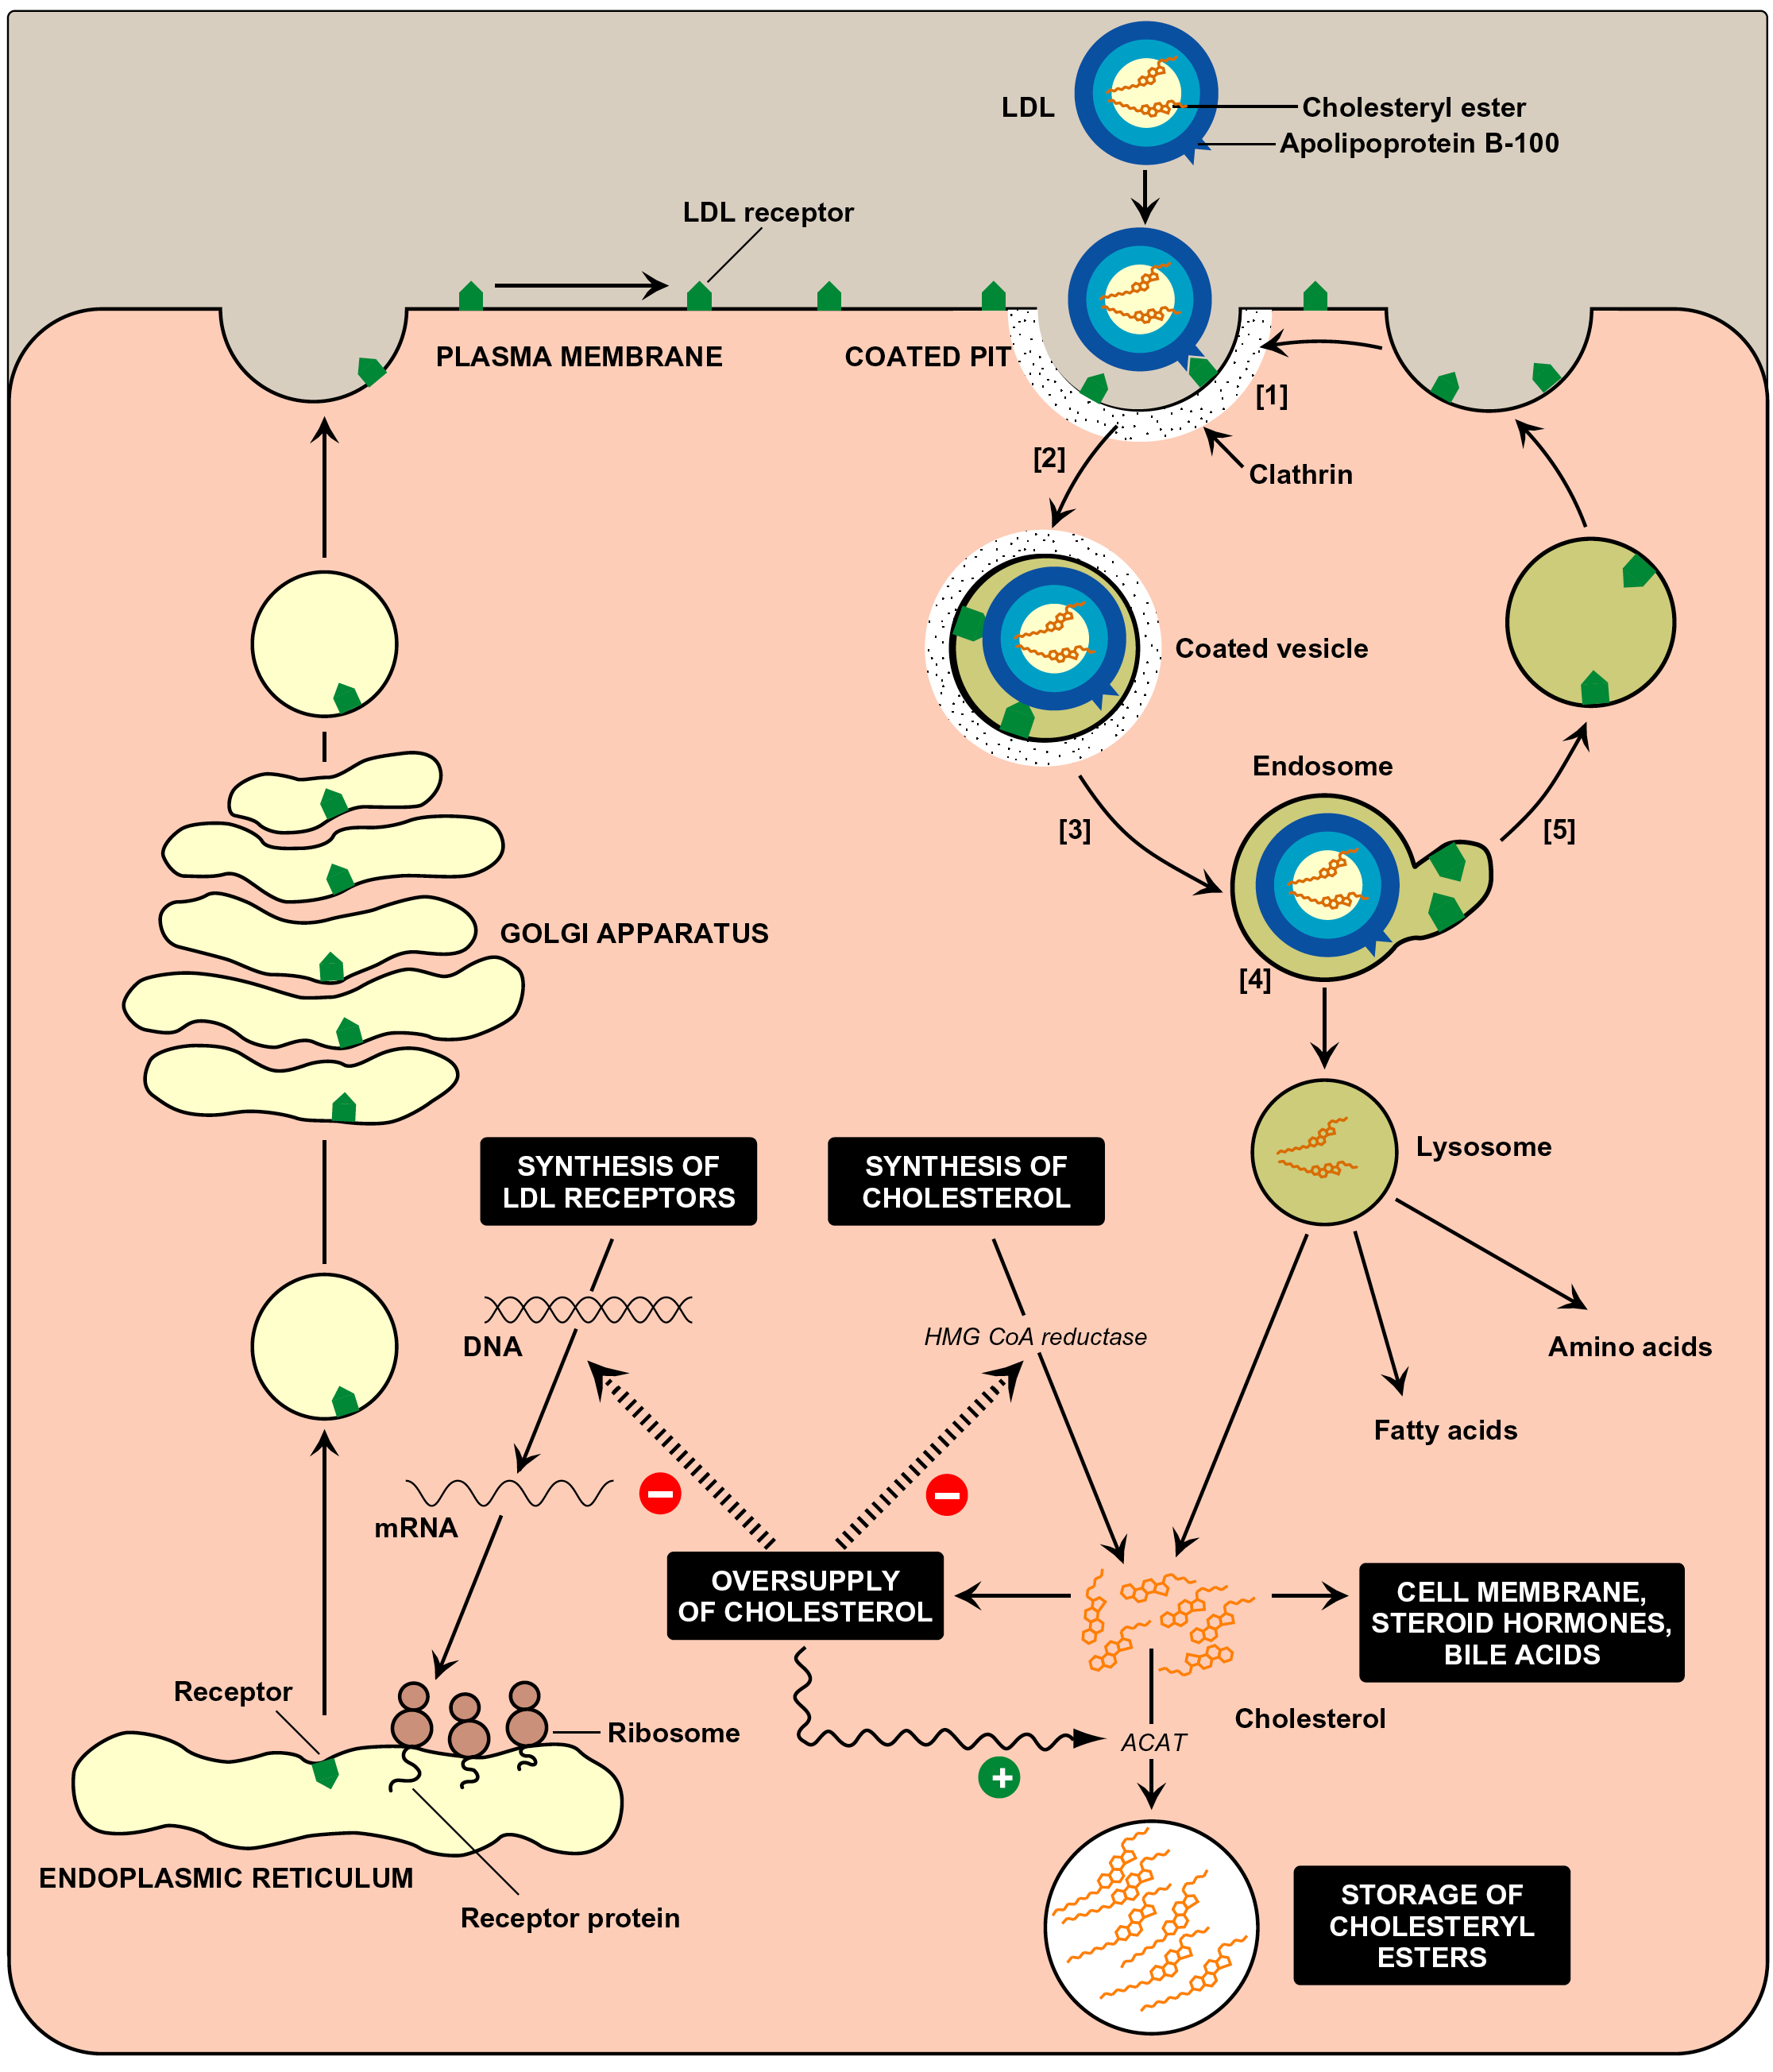 LDL
Cholesteryl ester
Apolipoprotein B-100
LDL receptor
PLASMA MEMBRANE
COATED PIT
[1]
[2]
Clathrin
Coated vesicle
Endosome
[3]
[5]
GOLGI APPARATUS
[4]
SYNTHESIS OF
LDL RECEPTORS
SYNTHESIS OF
CHOLESTEROL
Lysosome
DNA
HMG CoA reductase
Amino acids
Fatty acids
mRNA
OVERSUPPLY
OF CHOLESTEROL
CELL MEMBRANE,
STEROID HORMONES,
BILE ACIDS
Receptor
Ribosome
Cholesterol
ACAT
+
ENDOPLASMIC RETICULUM
Receptor protein
STORAGE OF
CHOLESTERYL
ESTERS